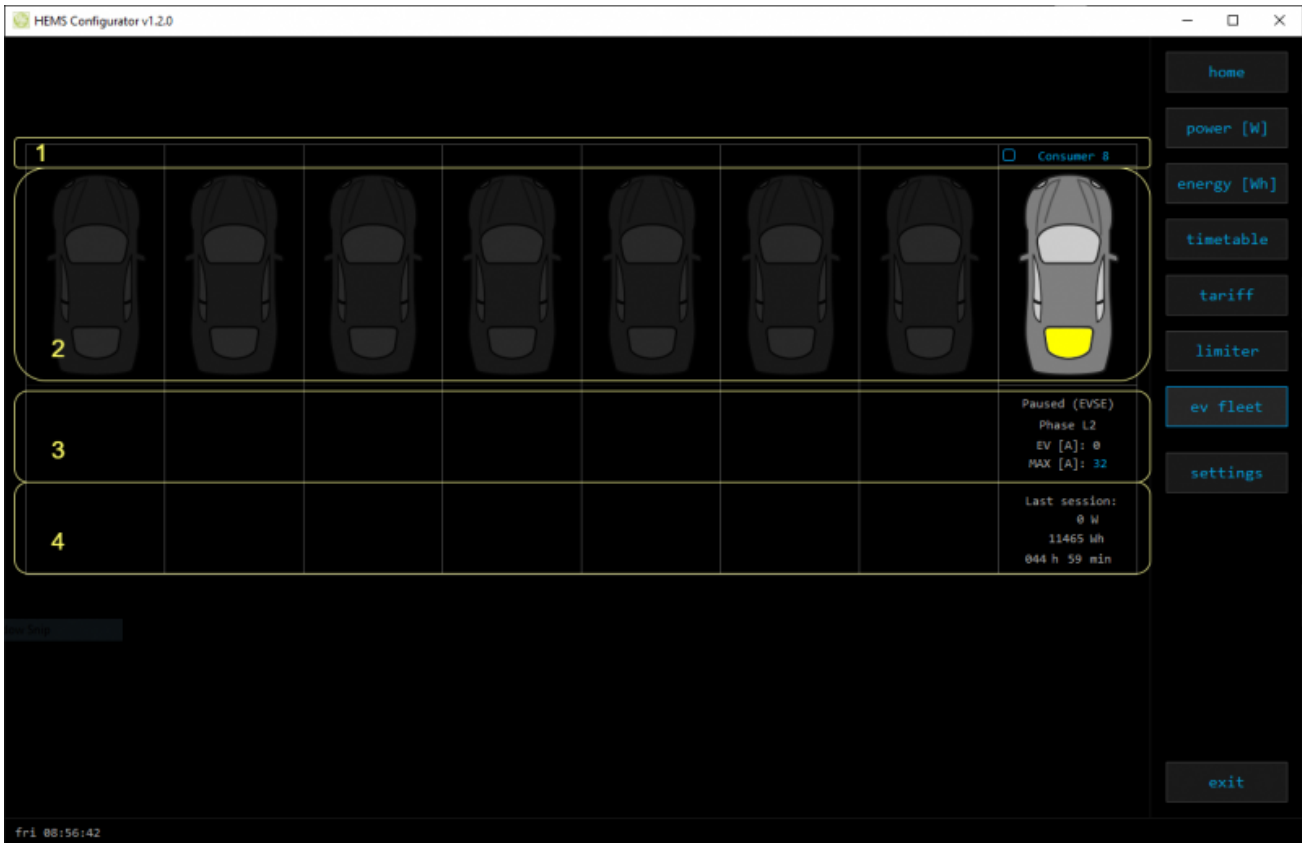 HEMS Configurator v1.2.0
home
power [W]
energy [Wh]
timetable
tariff
limiter
ev fleet
settings
exit
1
Consumer 8
2
3
Paused (EVSE)
Phase L2
EV [A]: 0
MAX [A]: 32
4
Last session:
0 W
11465 Wh
044 h 59 min
Snip
fri 08:56:42